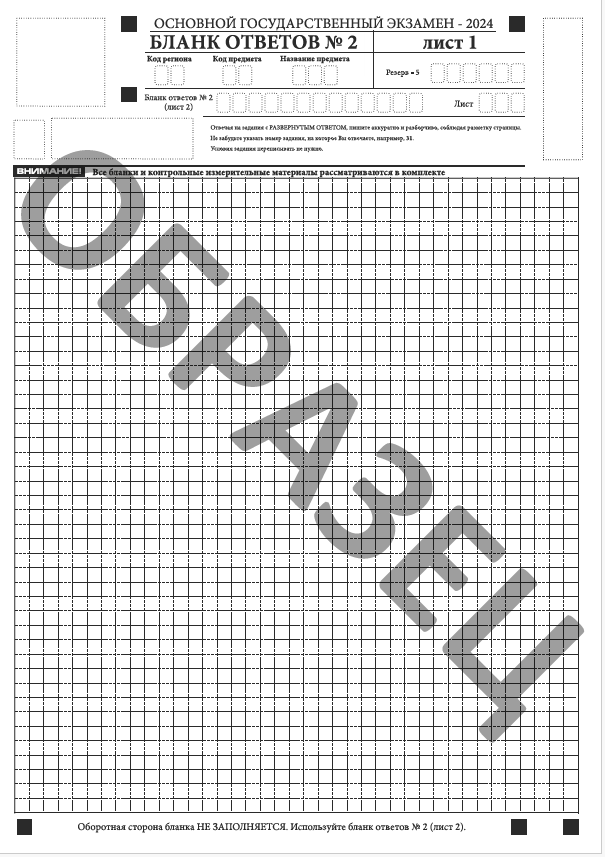 ОСНОВНОЙ ГОСУДАРСТВЕННЫЙ ЭКЗАМЕН - 2024
БЛАНК ОТВЕТОВ № 2 лист 1
Код региона Код предмета Название предмета
Резерв - 5
Бланк ответов № 2
(лист 2)
Лист
Отвечая на задания с РАЗВЕРНУТЫМ ОТВЕТОМ, пишите аккуратно и разборчиво, соблюдая разметку страницы.
Не забудьте указать номер задания, на которое Вы отвечаете, например, 31.
Условия задания переписывать не нужно.
ВНИМАНИЕ! Все бланки и контрольные измерительные материалы рассматриваются в комплекте
ОБРАЗЕЦ
Оборотная сторона бланка НЕ ЗАПОЛНЯЕТСЯ. Используйте бланк ответов № 2 (лист 2).